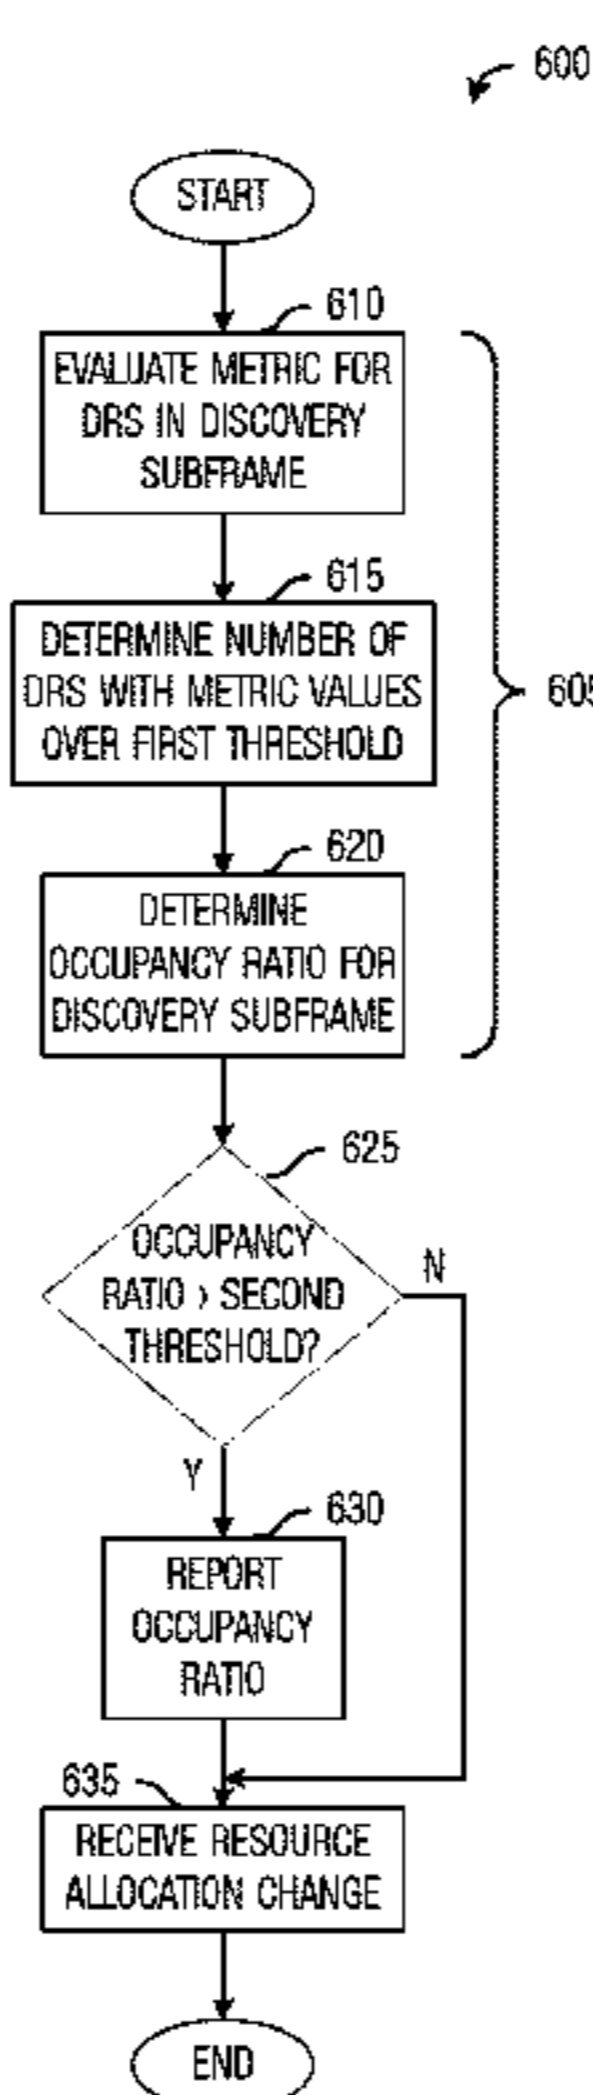 600
START
610
EVALUATE METRIC FOR
DRS IN DISCOVERY
SUBFRAME
615
DETERMINE NUMBER OF
DRS WITH METRIC VALUES
OVER FIRST THRESHOLD
605
620
DETERMINE
OCCUPANCY RATIO FOR
DISCOVERY SUBFRAME
625
OCCUPANCY
RATIO > SECOND
THRESHOLD?
N
Y
630
REPORT
OCCUPANCY
RATIO
635
RECEIVE RESOURCE
ALLOCATION CHANGE
END